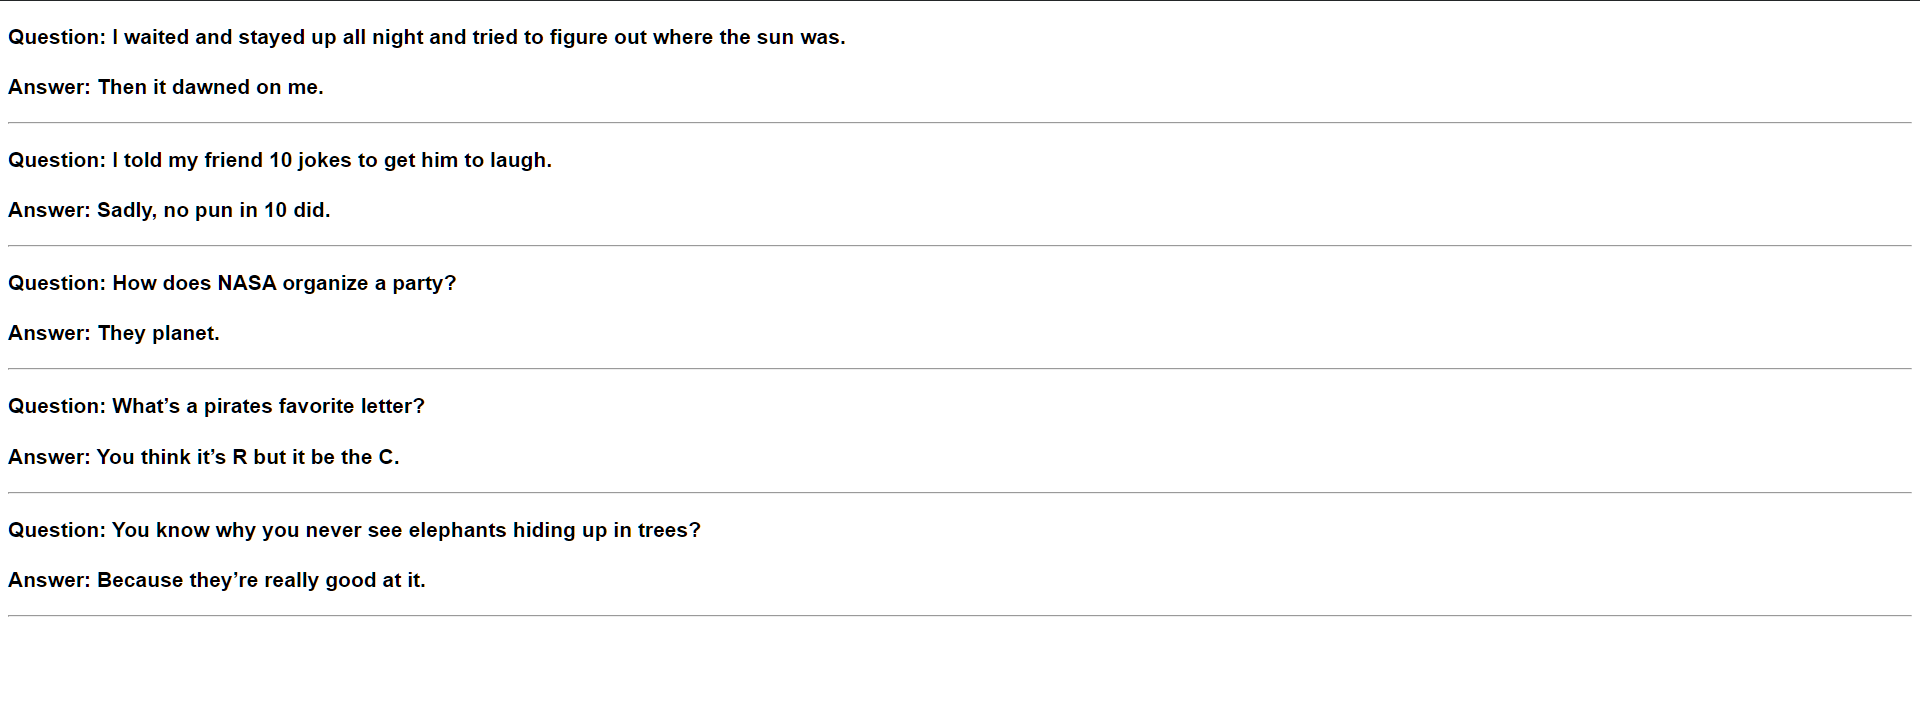 Question: I waited and stayed up all night and tried to figure out where the sun was.
Answer: Then it dawned on me.
Question: I told my friend 10 jokes to get him to laugh.
Answer: Sadly, no pun in 10 did.
Question: How does NASA organize a party?
Answer: They planet.
Question: What’s a pirates favorite letter?
Answer: You think it’s R but it be the C.
Question: You know why you never see elephants hiding up in trees?
Answer: Because they’re really good at it.